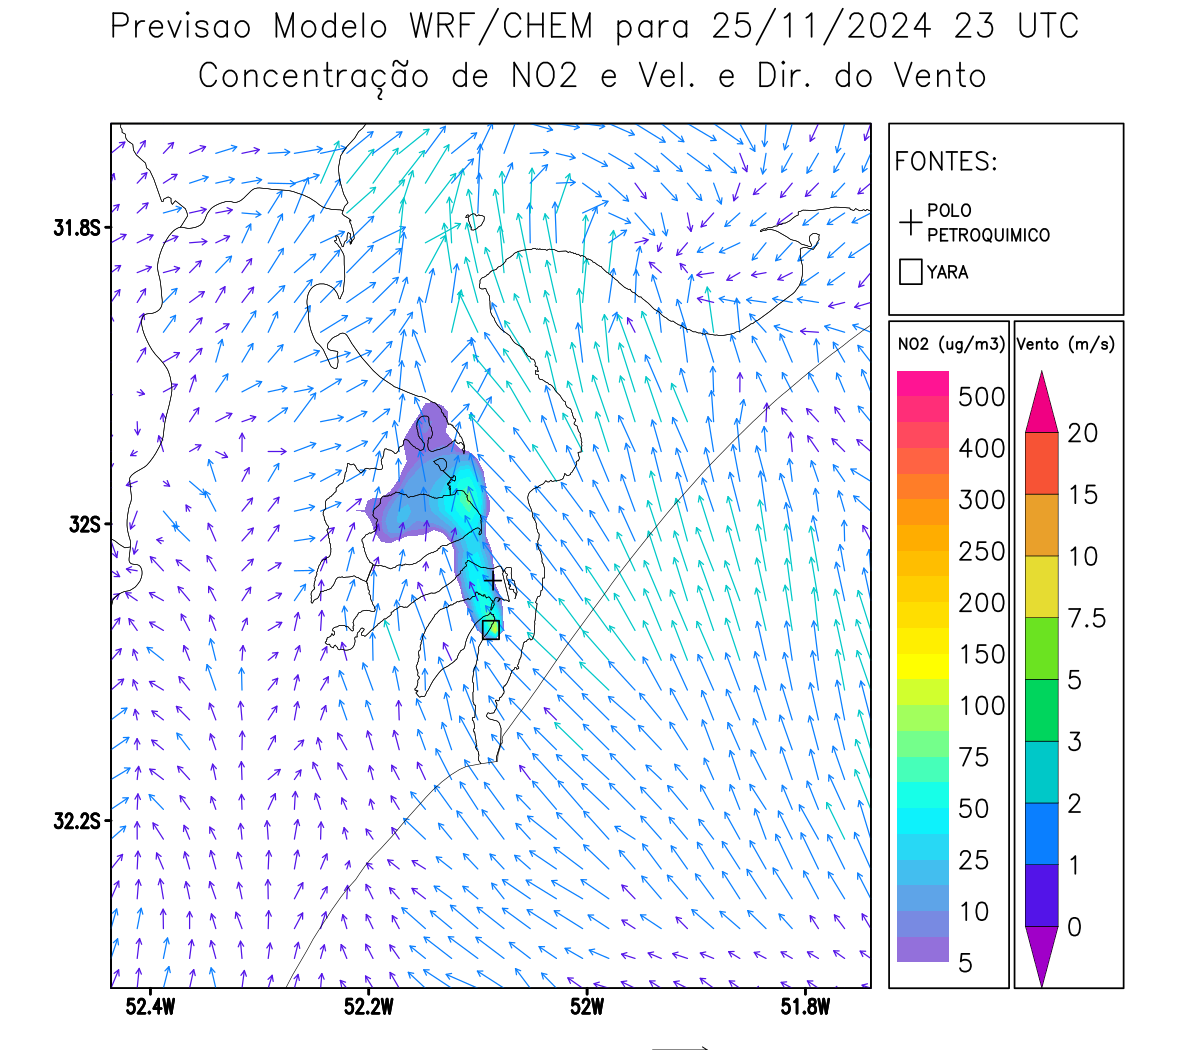 Previsao Modelo WRF/CHEM para 25/11/2024 23 UTC
Concentração de NO2 e Vel. e Dir. do Vento
FONTES:
POLO
PETROQUIMICO
YARA
NO2 (ug/m3)
500
400
300
250
200
150
100
75
50
25
10
5
Vento (m/s)
20
15
10
7.5
5
3
2
1
0
31.8S
32S
32.2S
52.4W
52.2W
52W
51.8W